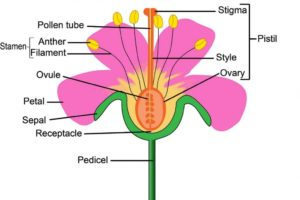 Stigma
Pollen tube
Pistil
Anther
Stamen
Filament
Style
Ovule
Ovary
Petal
Sepal
Receptacle
Pedicel